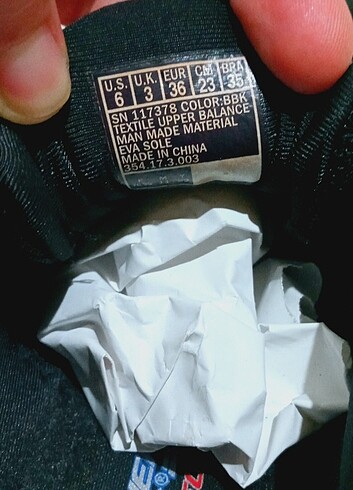 U.S. U.K. EUR CM BRA
6 3 36 23 35
SN 117378 COLOR:BBK
TEXTILE UPPER BALANCE
MAN MADE MATERIAL
EVA SOLE
MADE IN CHINA
354.17.3.003